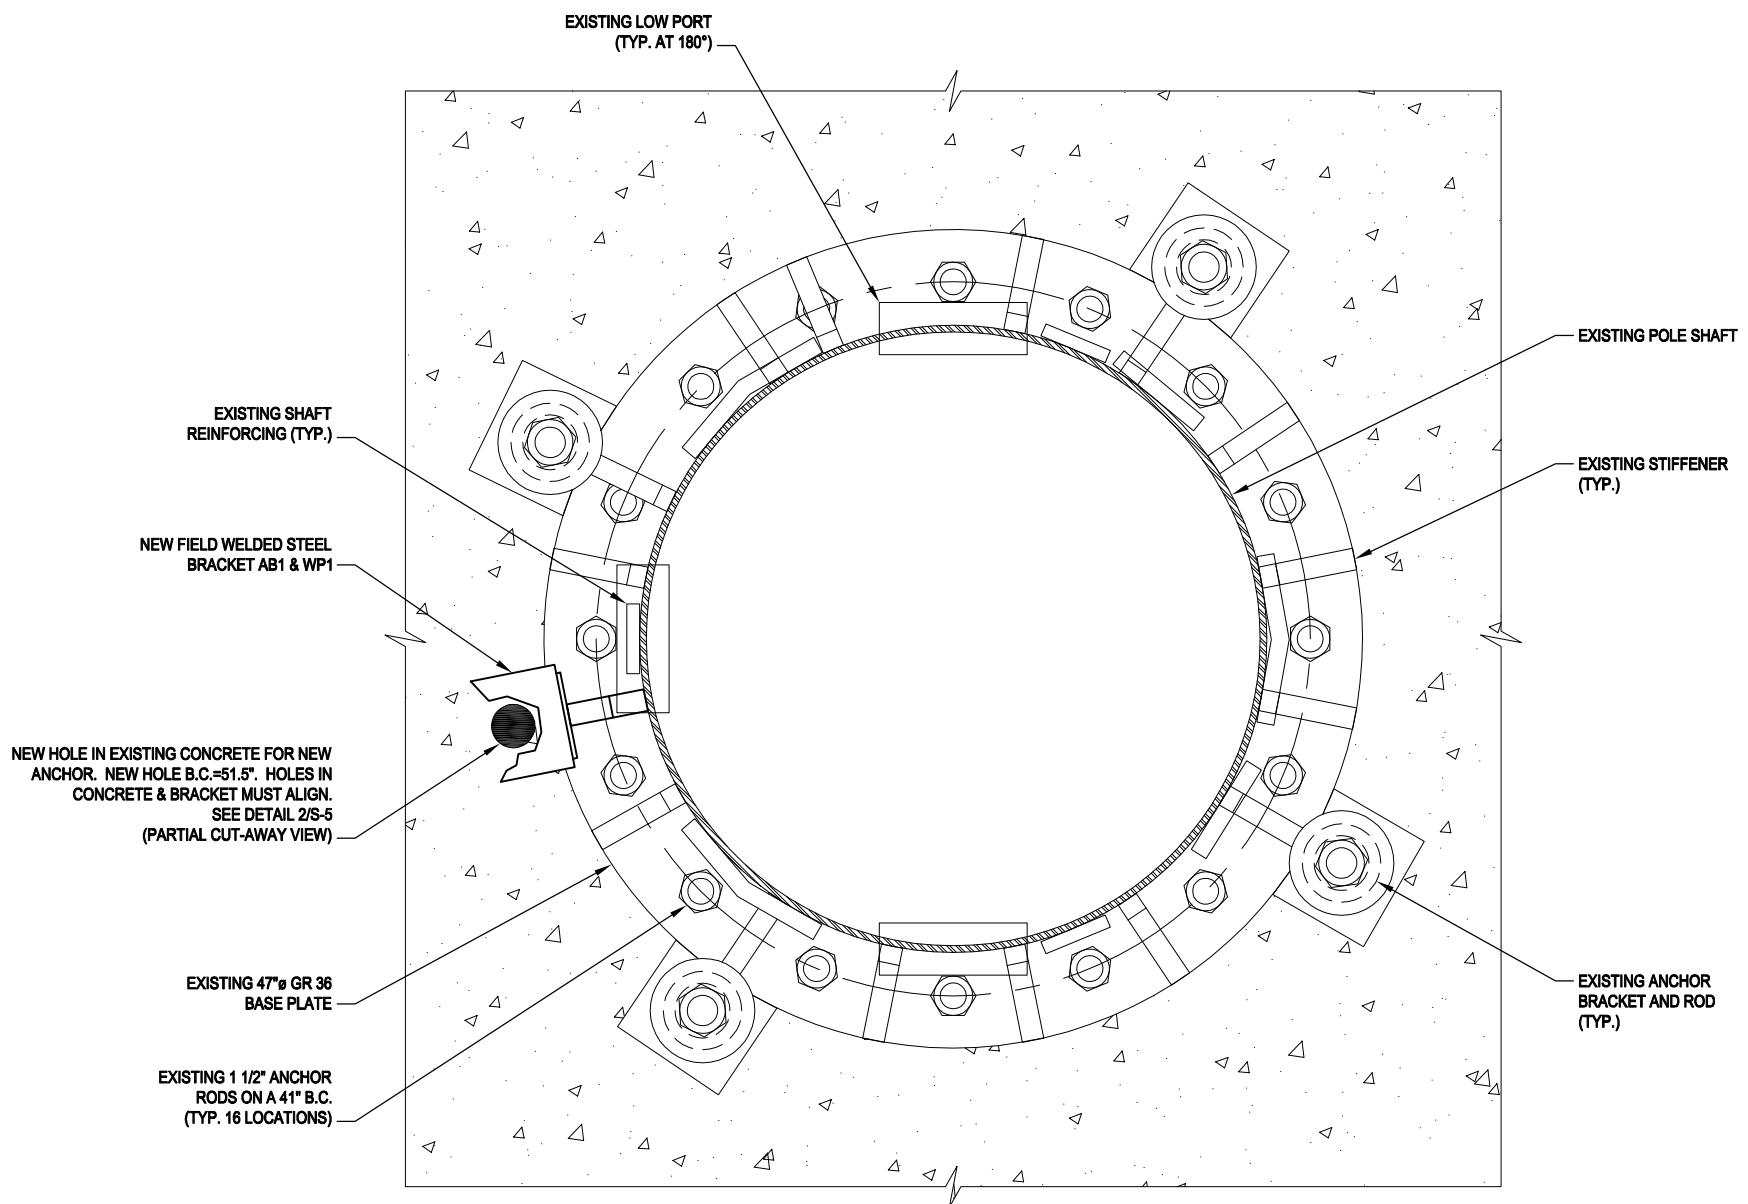 EXISTING LOW PORT
(TYP. AT 180°)
EXISTING POLE SHAFT
EXISTING SHAFT
REINFORCING (TYP.)
EXISTING STIFFENER
(TYP.)
NEW FIELD WELDED STEEL
BRACKET AB1 & WP1
NEW HOLE IN EXISTING CONCRETE FOR NEW
ANCHOR. NEW HOLE B.C.=51.5". HOLES IN
CONCRETE & BRACKET MUST ALIGN.
SEE DETAIL 2/S-5
(PARTIAL CUT-AWAY VIEW)
EXISTING 47"ø GR 36
BASE PLATE
EXISTING ANCHOR
BRACKET AND ROD
(TYP.)
EXISTING 1 1/2" ANCHOR
RODS ON A 41" B.C.
(TYP. 16 LOCATIONS)